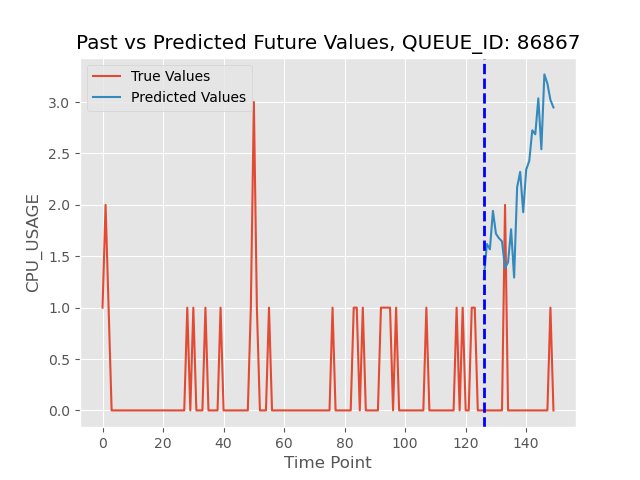 Past vs Predicted Future Values, QUEUE_ID: 86867
True Values
Predicted Values
CPU_USAGE
3.0
2.5
2.0
1.5
1.0
0.5
0.0
0 20 40 60 80 100 120 140
Time Point